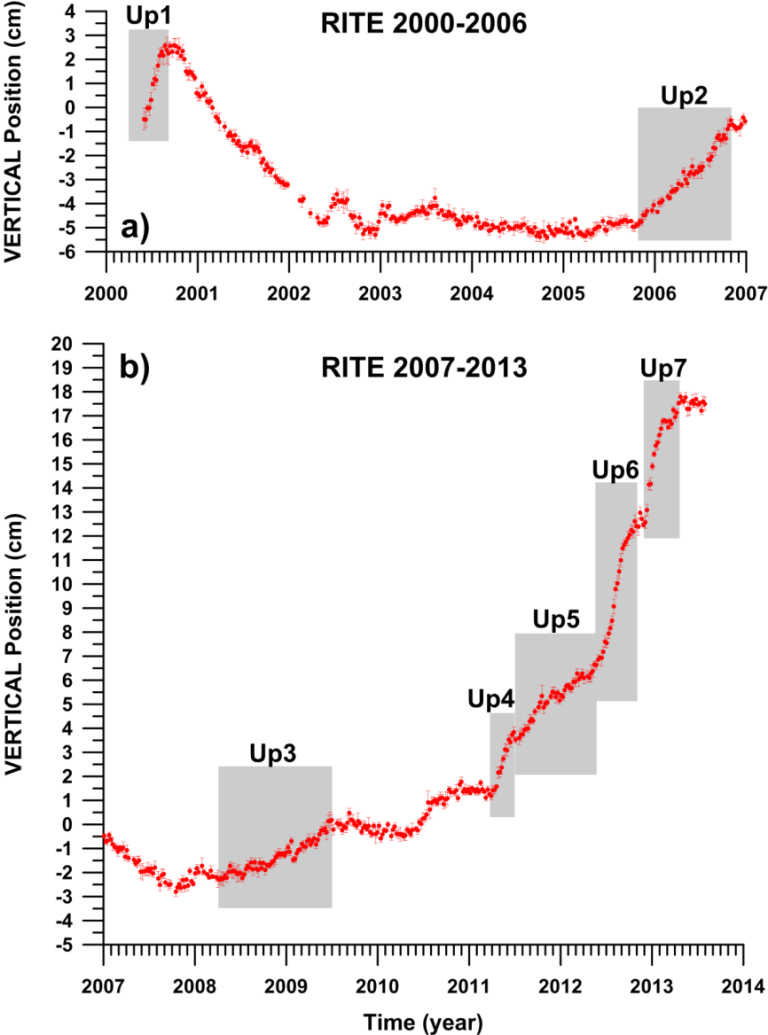 Up1
RITE 2000-2006
VERTICAL Position (cm)
4
3
2
1
0
-1
-2
-3
-4
-5
-6
Up2
a)
2000 2001 2002 2003 2004 2005 2006 2007
b)
RITE 2007-2013
VERTICAL Position (cm)
20
19
18
17
16
15
14
13
12
11
10
9
8
7
6
5
4
3
2
1
0
-1
-2
-3
-4
-5
Up7
Up6
Up5
Up4
Up3
2007 2008 2009 2010 2011 2012 2013 2014
Time (year)